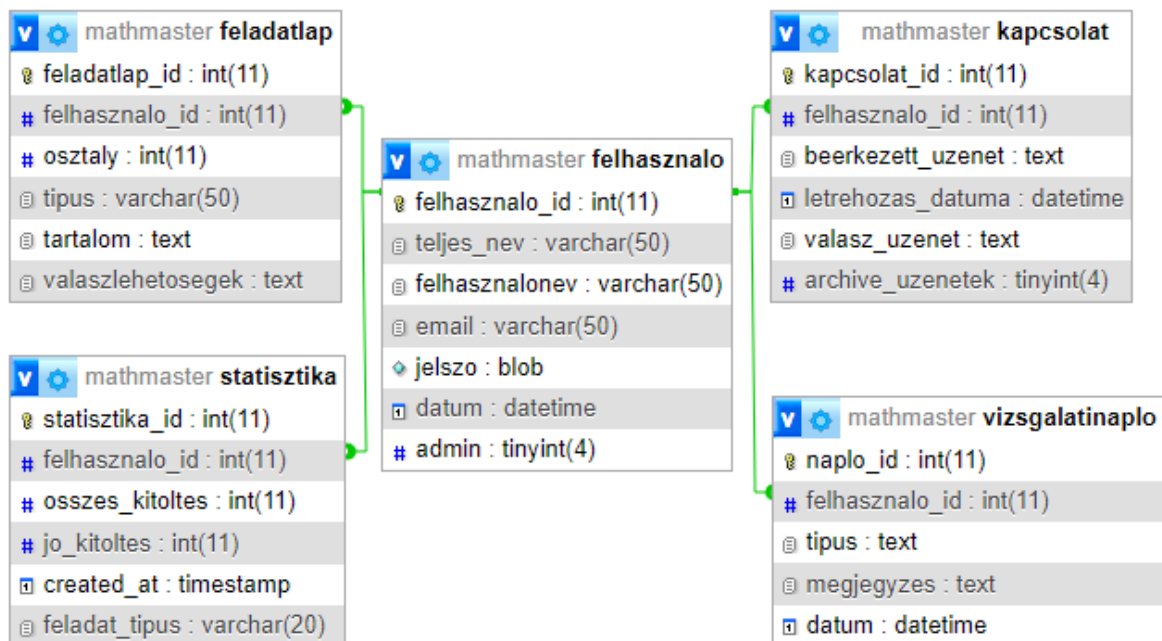 mathmaster feladatlap
feladatlap_id : int(11)
felhasznalo_id : int(11)
osztaly : int(11)
tipus : varchar(50)
tartalom : text
valaszlehetosegek : text
mathmaster statisztika
statisztika_id : int(11)
felhasznalo_id : int(11)
osszes_kitoltes : int(11)
jo_kitoltes : int(11)
created_at : timestamp
feladat_tipus : varchar(20)
mathmaster felhasznalo
felhasznalo_id : int(11)
teljes_nev : varchar(50)
felhasznalonev : varchar(50)
email : varchar(50)
jelszo : blob
datum : datetime
admin : tinyint(4)
mathmaster kapcsolat
kapcsolat_id : int(11)
felhasznalo_id : int(11)
beerkezett_uzenet : text
letrehozas_datuma : datetime
valasz_uzenet : text
archive_uzenetek : tinyint(4)
mathmaster vizsgalatinaplo
naplo_id : int(11)
felhasznalo_id : int(11)
tipus : text
megjegyzes : text
datum : datetime